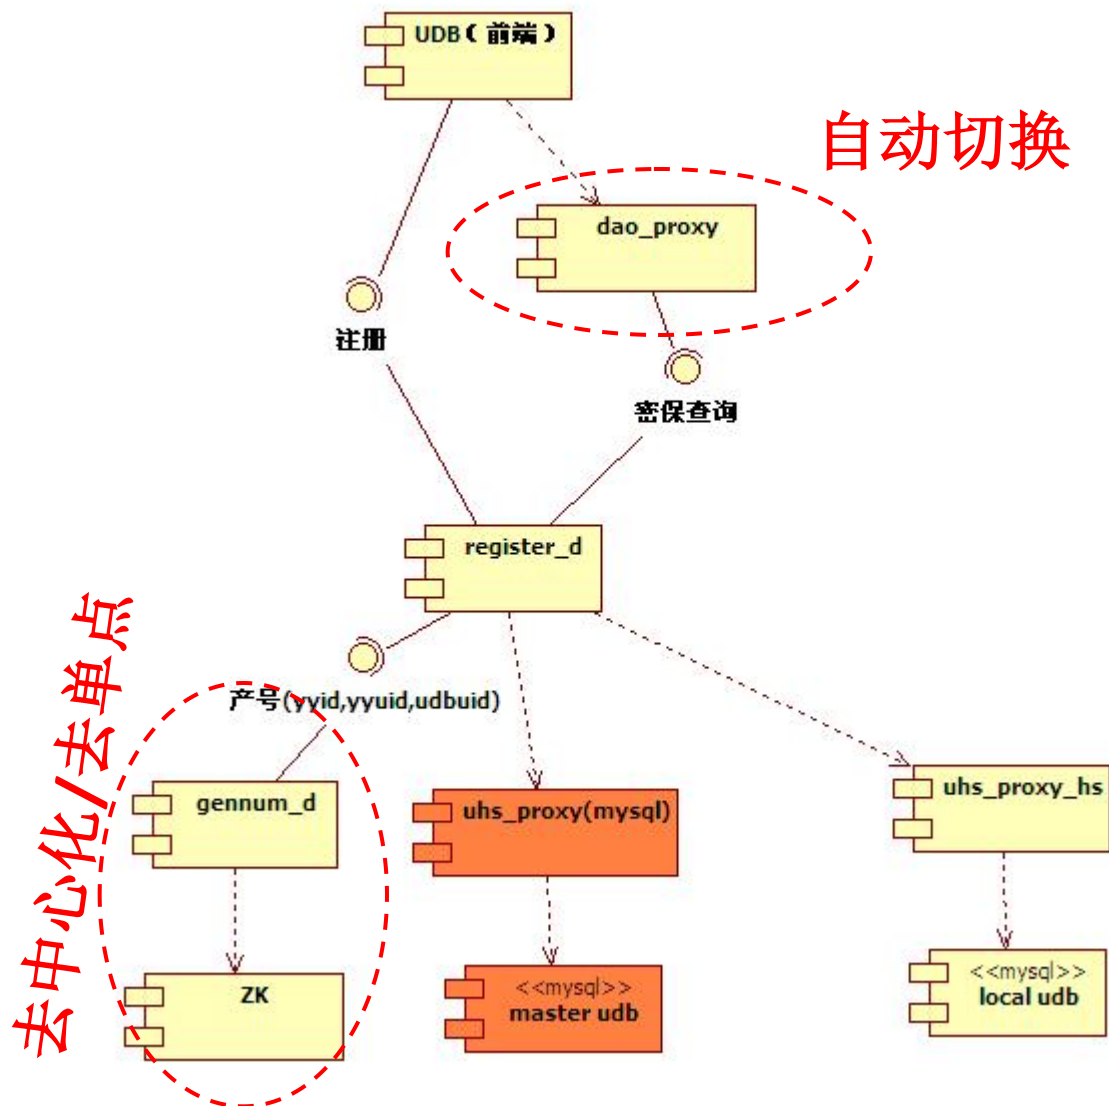 UDB（前端）
自动切换
dao_proxy
注册
密保查询
register_d
去中心化/去单点
产号(yyid,yyuid,udbuid)
gennum_d
uhs_proxy(mysql)
uhs_proxy_hs
ZK
<<mysql>>
master udb
<<mysql>>
local udb